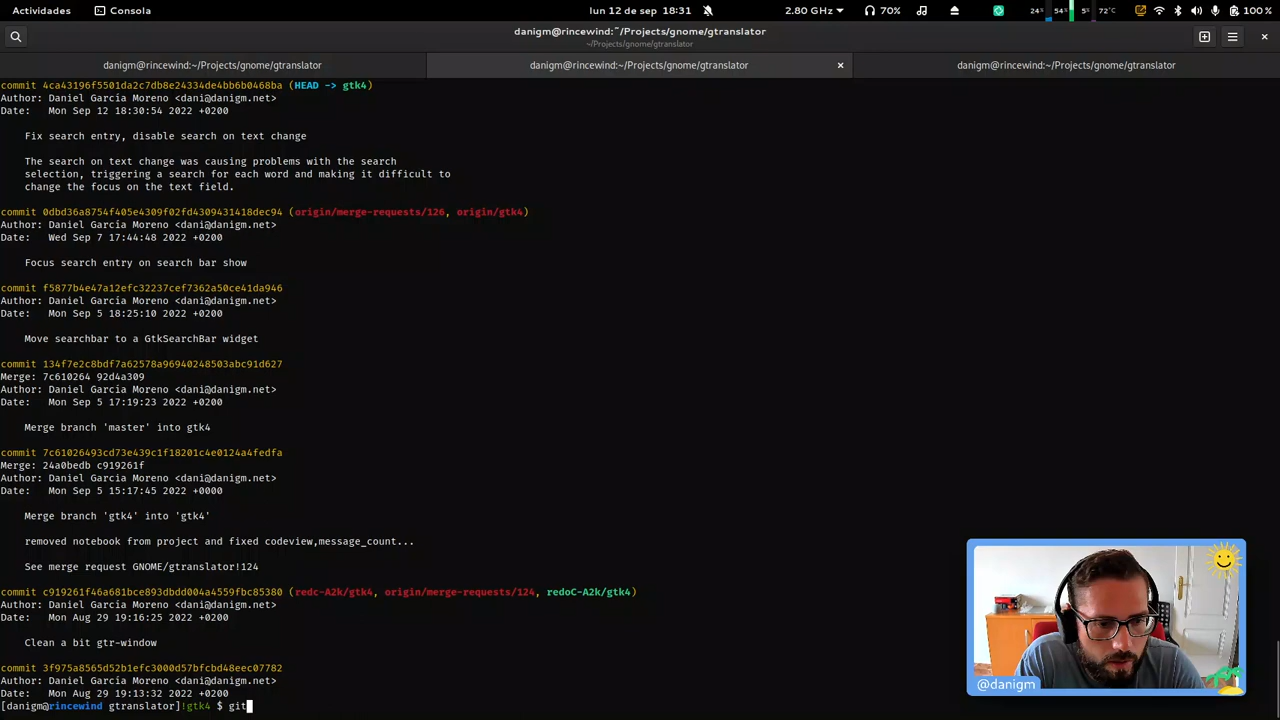 Actividades
Consola
lun 12 de sep 18:31
2.80 GHz
70%
24%
54%
5%
72°C
100 %
danigm@rincewind:~/Projects/gnome/gtranslator
~/Projects/gnome/gtranslator
danigm@rincewind:~/Projects/gnome/gtranslator
danigm@rincewind:~/Projects/gnome/gtranslator
danigm@rincewind:~/Projects/gnome/gtranslator
commit 4ca43196f5501da2c7db8e24334de4bb6b0468ba (HEAD -> gtk4)
Author: Daniel Garcia Moreno <dani@danigm.net>
Date:   Mon Sep 12 18:30:54 2022 +0200
Fix search entry, disable search on text change
The search on text change was causing problems with the search
selection, triggering a search for each word and making it difficult to
change the focus on the text field.
commit 0dbd36a8754f405e4309f02fd4309431418dec94 (origin/merge-requests/126, origin/gtk4)
Author: Daniel Garcia Moreno <dani@danigm.net>
Date:   Wed Sep 7 17:44:48 2022 +0200
Focus search entry on search bar show
commit f5877b4e47a12efc32237cef7362a50ce41da946
Author: Daniel Garcia Moreno <dani@danigm.net>
Date:   Mon Sep 5 18:25:10 2022 +0200
Move searchbar to a GtkSearchBar widget
commit 134f7e2c8bdf7a62578a96940248503abc91d627
Merge: 7c610264 92d4a309
Author: Daniel Garcia Moreno <dani@danigm.net>
Date:   Mon Sep 5 17:19:23 2022 +0200
Merge branch 'master' into gtk4
commit 7c61026493cd73e439c1f18201c4e0124a4fedfa
Merge: 24a0bedb c919261f
Author: Daniel Garcia Moreno <dani@danigm.net>
Date:   Mon Sep 5 15:17:45 2022 +0000
Merge branch 'gtk4' into 'gtk4'
removed notebook from project and fixed codeview,message_count...
See merge request GNOME/gtranslator!124
commit c919261f46a681bce893dbdd004a4559fbc85380 (redc-A2k/gtk4, origin/merge-requests/124, redoC-A2k/gtk4)
Author: Daniel Garcia Moreno <dani@danigm.net>
Date:   Mon Aug 29 19:16:25 2022 +0200
Clean a bit gtr-window
commit 3f975a8565d52b1efc3000d57bfcbd48eec07782
Author: Daniel Garcia Moreno <dani@danigm.net>
Date:   Mon Aug 29 19:13:32 2022 +0200
[danigm@rincewind gtranslator]!gtk4 $ git
@danigm